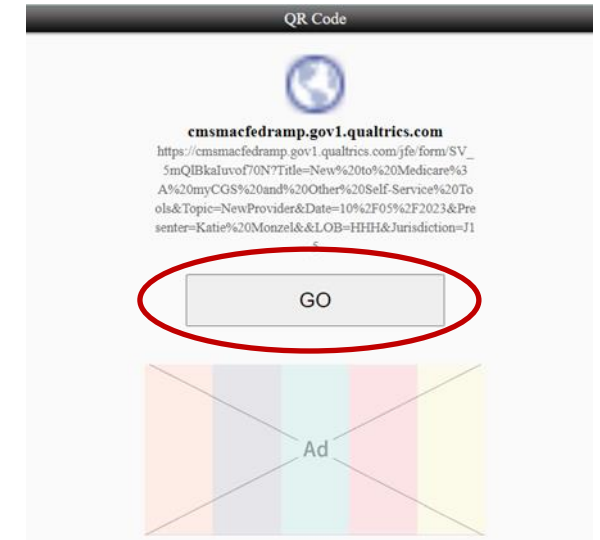 QR Code
cmsmacfedramp.gov1.qualtrics.com
https://cmsmacfedramp.gov1.qualtrics.com/jfe/form/SV_
5mQlBkaIuvof70N?Title=New%20to%20Medicare%3
A%20myCGS%20and%20Other%20Self-Service%20To
ols&Topic=NewProvider&Date=10%2F05%2F2023&Pre
senter=Katie%20Monzel&&LOB=HHH&Jurisdiction=J1
5
GO
Ad